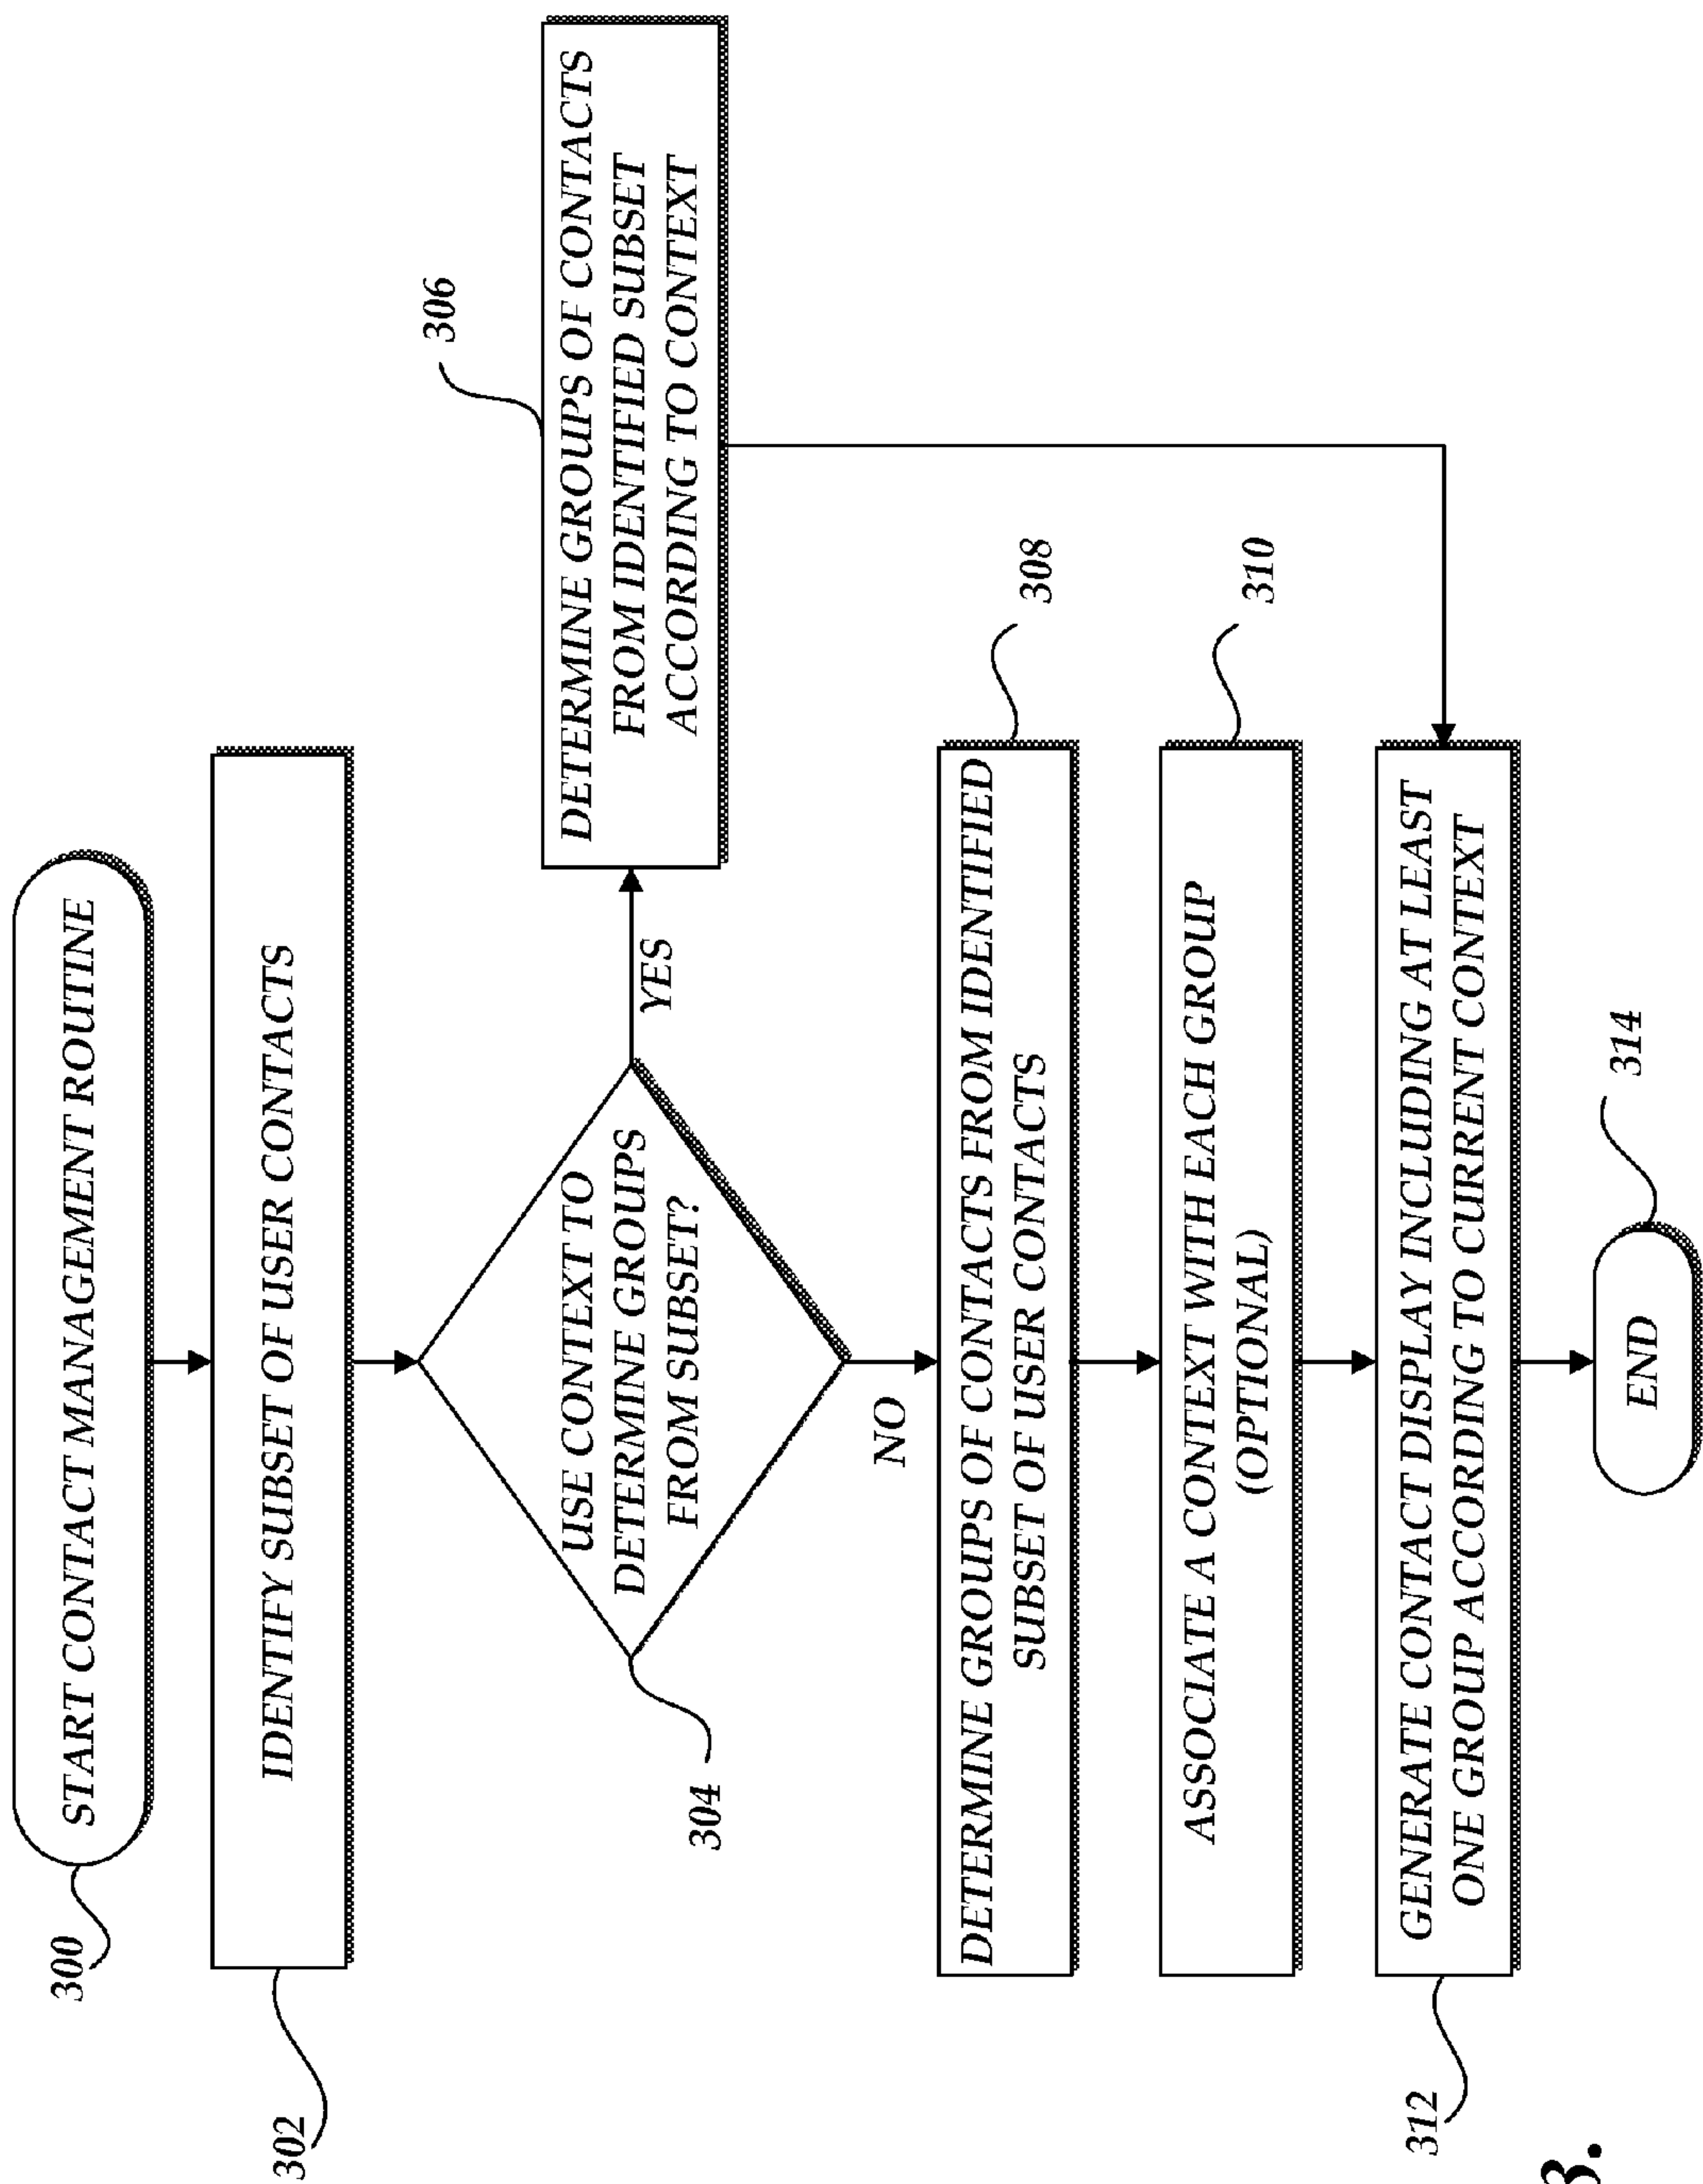 300
START CONTACT MANAGEMENT ROUTINE
302
IDENTIFY SUBSET OF USER CONTACTS
304
USE CONTEXT TO
DETERMINE GROUPS
FROM SUBSET?
YES
306
DETERMINE GROUPS OF CONTACTS
FROM IDENTIFIED SUBSET
ACCORDING TO CONTEXT
NO
308
DETERMINE GROUPS OF CONTACTS FROM IDENTIFIED
SUBSET OF USER CONTACTS
310
ASSOCIATE A CONTEXT WITH EACH GROUP
(OPTIONAL)
312
GENERATE CONTACT DISPLAY INCLUDING AT LEAST
ONE GROUP ACCORDING TO CURRENT CONTEXT
314
END
3.